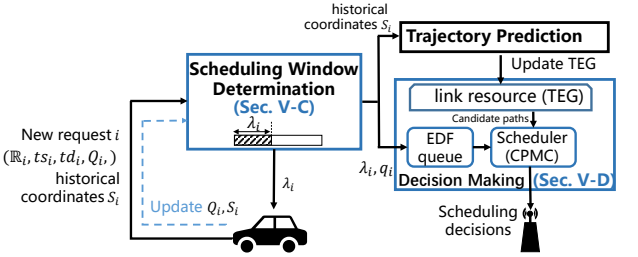 historical
coordinates S_i
Trajectory Prediction
Update TEG
Scheduling Window
Determination
(Sec. V-C)
λ_i
link resource (TEG)
Candidate paths
EDF
queue
Scheduler
(CPMC)
λ_i, q_i
Decision Making (Sec. V-D)
New request i
(ℝ_i, ts_i, td_i, Q_i,)
historical
coordinates S_i
Update Q_i, S_i
λ_i
Scheduling
decisions